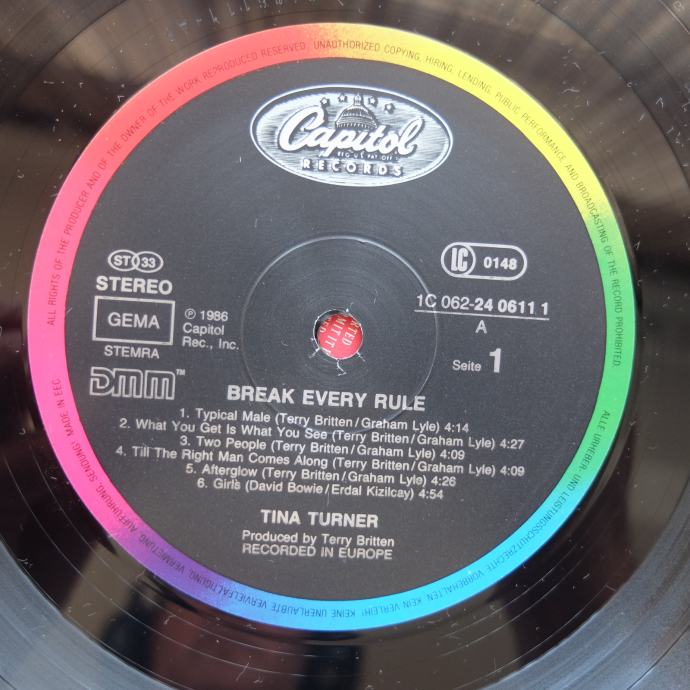 ALL RIGHTS OF THE PRODUCER AND OF THE OWNER OF THE WORK REPRODUCED RESERVED. UNAUTHORIZED COPYING, HIRING, LENDING, PUBLIC PERFORMANCE AND BROADCASTING OF THE RECORD PROHIBITED.
Capitol
REG. U.S. PAT. OFF.
RECORDS
ST 33
STEREO
GEMA
STEMRA
DMM™
℗ 1986
Capitol
Rec., Inc.
LC 0148
1C 062-24 0611 1
A
Seite 1
BREAK EVERY RULE
1. Typical Male (Terry Britten/Graham Lyle) 4:14
2. What You Get Is What You See (Terry Britten/Graham Lyle) 4:27
3. Two People (Terry Britten/Graham Lyle) 4:09
4. Till The Right Man Comes Along (Terry Britten/Graham Lyle) 4:09
5. Afterglow (Terry Britten/Graham Lyle) 4:26
6. Girls (David Bowie/Erdal Kizilcay) 4:54
TINA TURNER
Produced by Terry Britten
RECORDED IN EUROPE
ALLE URHEBER- UND LEISTUNGSSCHUTZRECHTE VORBEHALTEN. KEIN VERLEIH! KEINE UNERLAUBTE VERVIELFÄLTIGUNG, VERMIETUNG, AUFFÜHRUNG, SENDUNG! MADE IN EEC